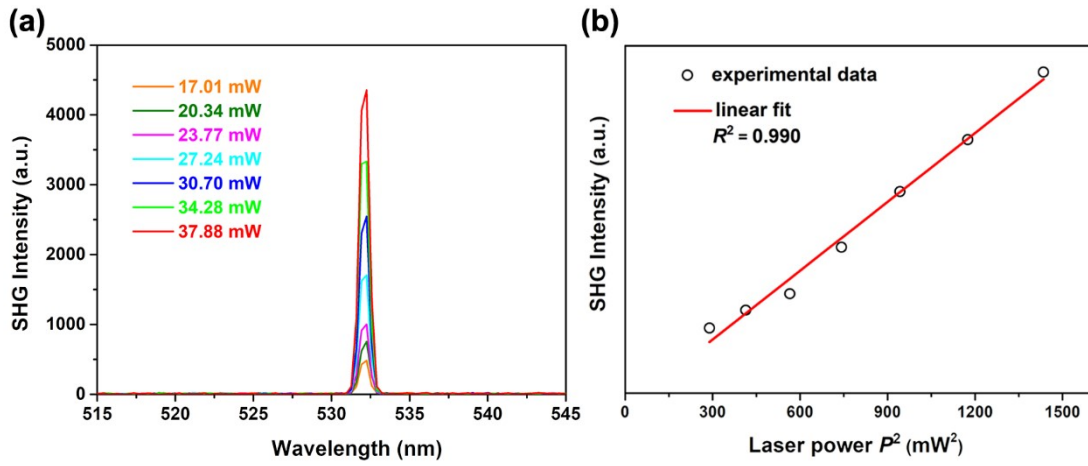 (a)
5000
4000
3000
2000
1000
0
SHG Intensity (a.u.)
17.01 mW
20.34 mW
23.77 mW
27.24 mW
30.70 mW
34.28 mW
37.88 mW
515 520 525 530 535 540 545
Wavelength (nm)
(b)
SHG Intensity (a.u.)
experimental data
linear fit
R² = 0.990
0 300 600 900 1200 1500
Laser power P² (mW²)